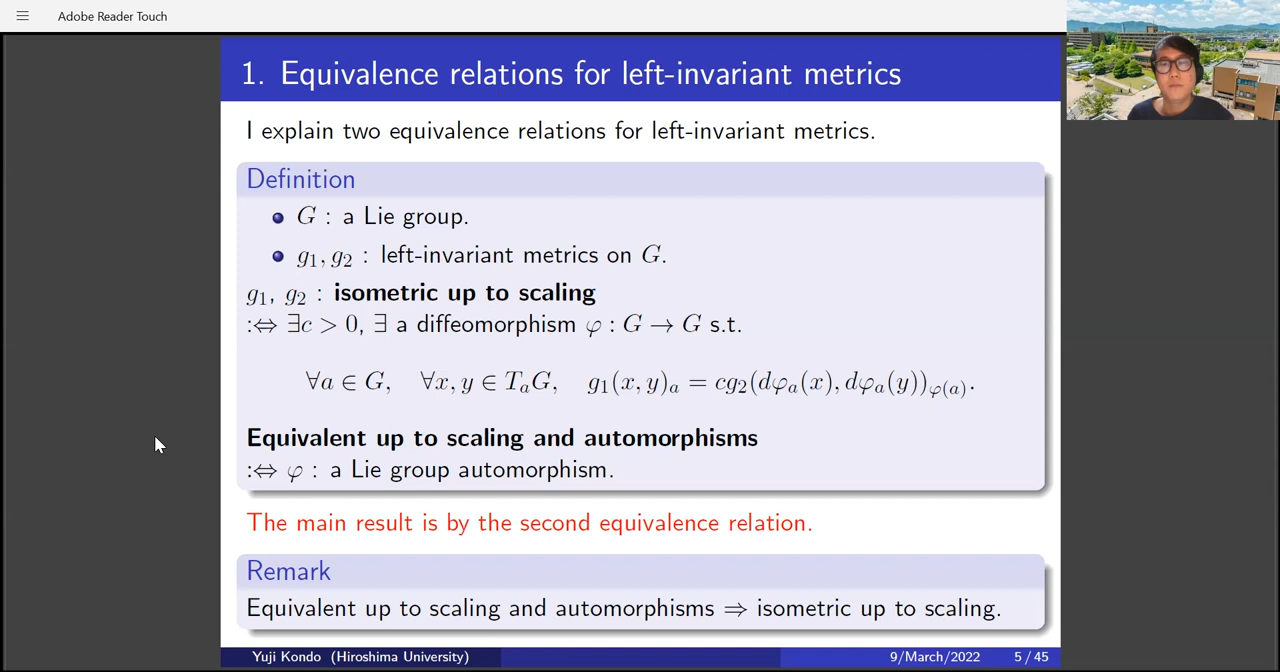 Adobe Reader Touch
1. Equivalence relations for left-invariant metrics
I explain two equivalence relations for left-invariant metrics.
Definition
G : a Lie group.
g₁, g₂ : left-invariant metrics on G.
g₁, g₂ : isometric up to scaling
:⇔ ∃c > 0, ∃ a diffeomorphism φ : G → G s.t.
∀a ∈ G, ∀x, y ∈ TₐG, g₁(x, y)ₐ = cg₂(dφₐ(x), dφₐ(y))_φ(a).
Equivalent up to scaling and automorphisms
:⇔ φ : a Lie group automorphism.
The main result is by the second equivalence relation.
Remark
Equivalent up to scaling and automorphisms ⇒ isometric up to scaling.
Yuji Kondo (Hiroshima University) 9/March/2022 5 / 45